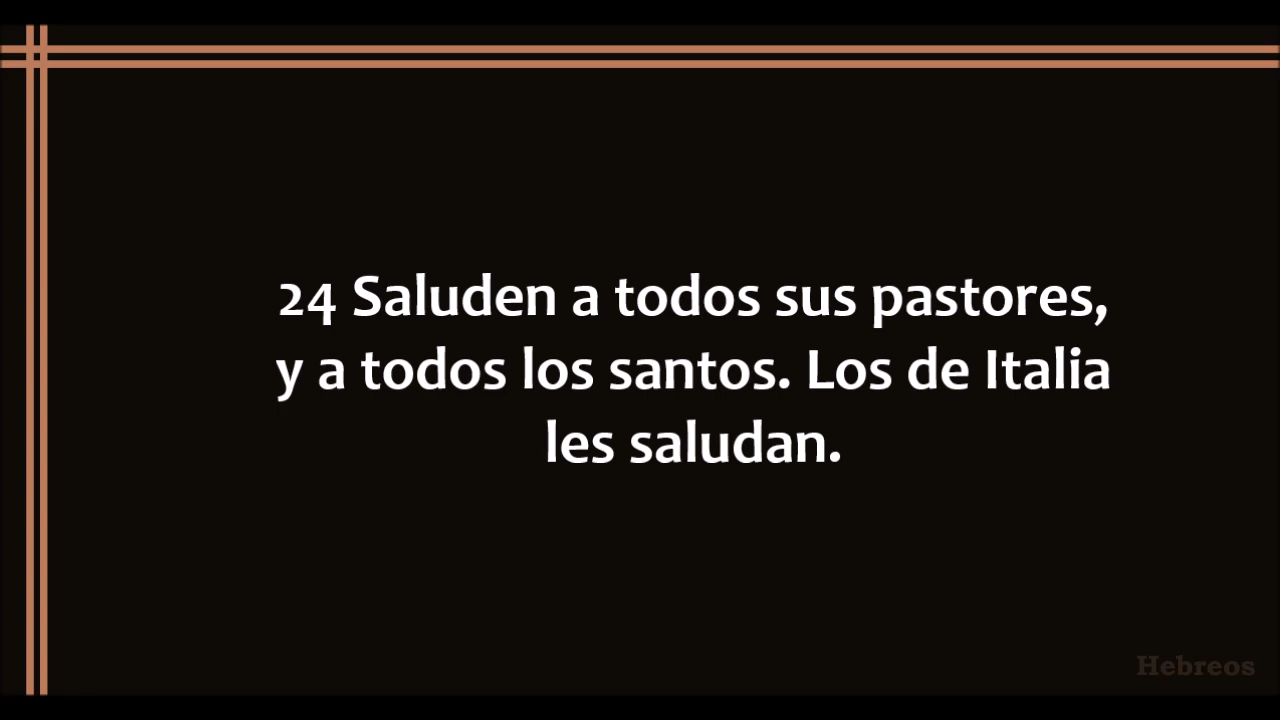 24 Saluden a todos sus pastores,
y a todos los santos. Los de Italia
les saludan.
Hebreos